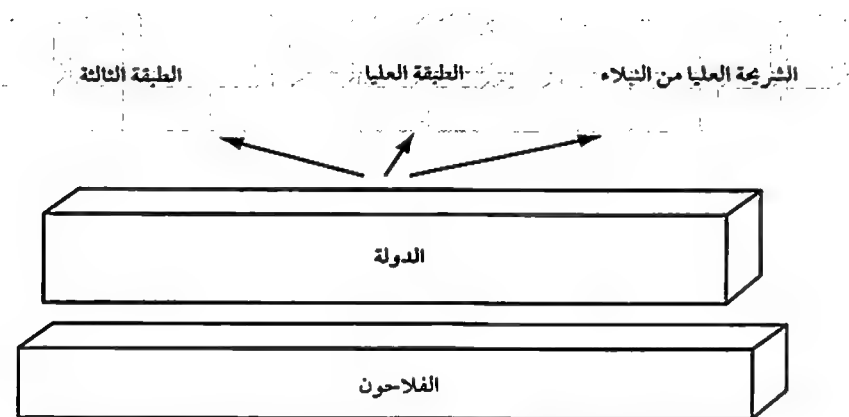 الشريحة العليا من النبلاء
الطبقة العليا
الطبقة الثالثة
الدولة
الفلاحون